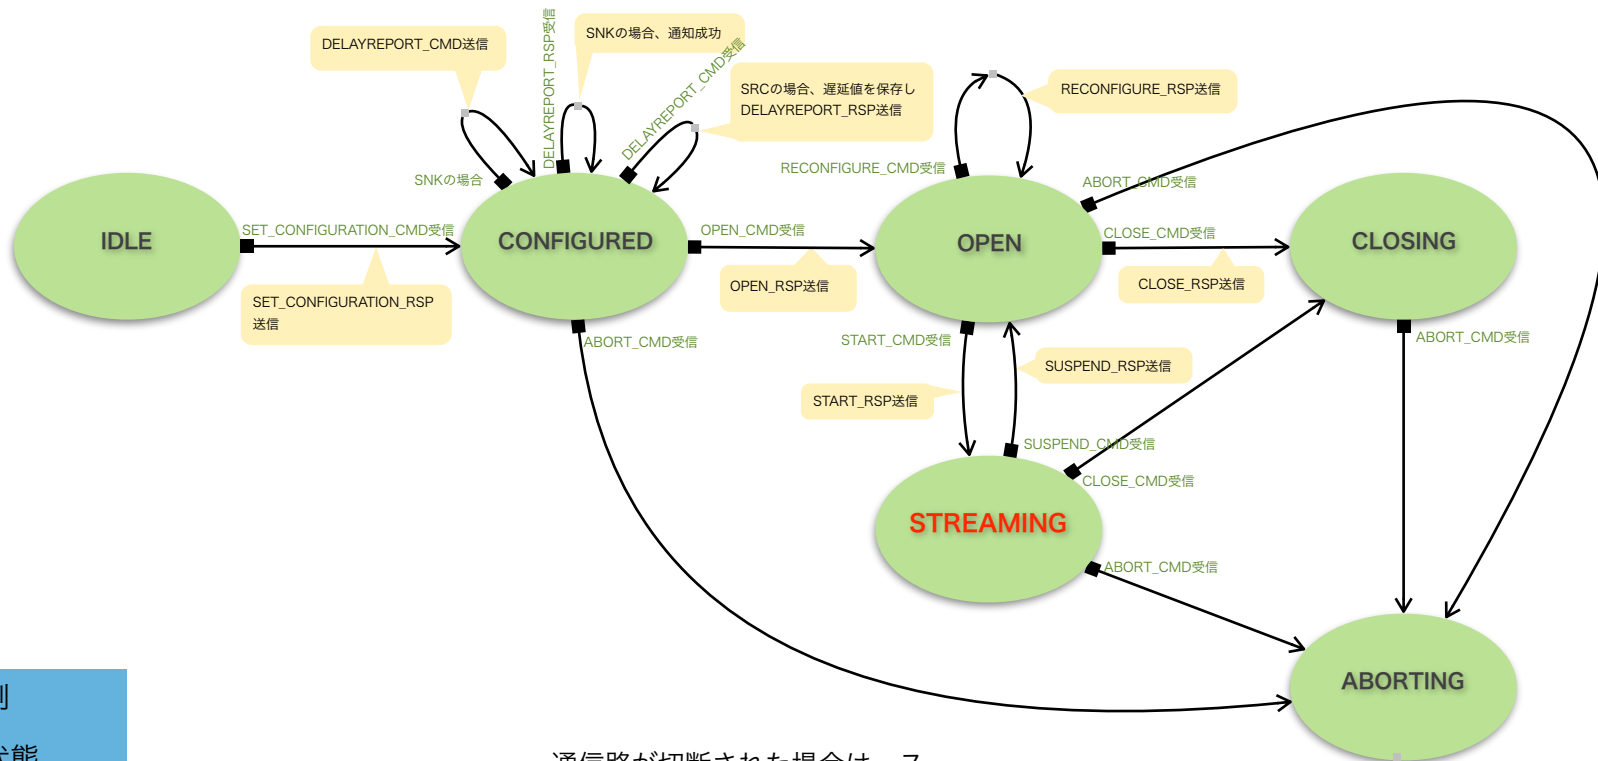 DELAYREPORT_CMD送信
DELAYREPORT_RSP受信
SNKの場合、通知成功
DELAYREPORT_CMD受信
SRCの場合、遅延値を保存し
DELAYREPORT_RSP送信
RECONFIGURE_RSP送信
SNKの場合
RECONFIGURE_CMD受信
ABORT_CMD受信
IDLE
SET_CONFIGURATION_CMD受信
CONFIGURED
OPEN_CMD受信
OPEN
CLOSE_CMD受信
CLOSING
SET_CONFIGURATION_RSP
送信
OPEN_RSP送信
CLOSE_RSP送信
ABORT_CMD受信
START_CMD受信
ABORT_CMD受信
SUSPEND_RSP送信
START_RSP送信
SUSPEND_CMD受信
CLOSE_CMD受信
STREAMING
ABORT_CMD受信
ABORTING
状態
通信路が切断された場合は、ス